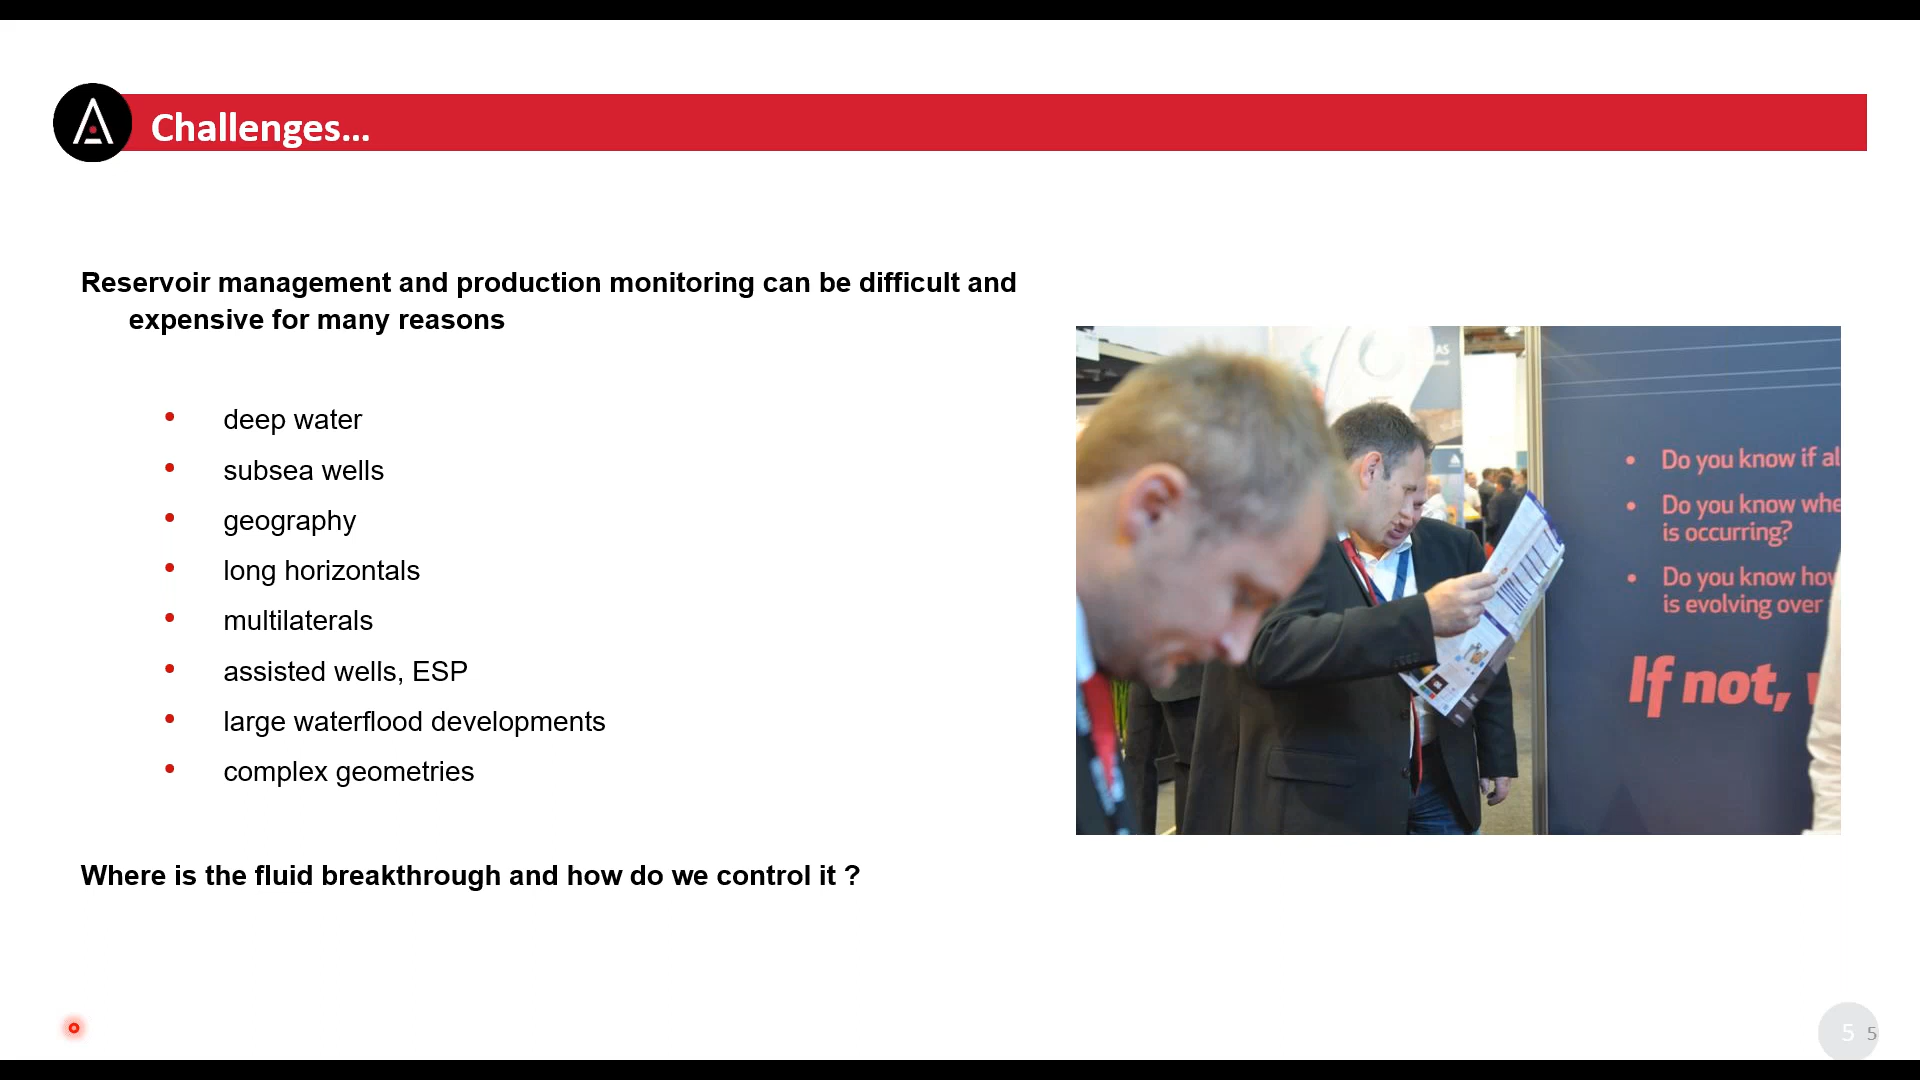 Challenges...
Reservoir management and production monitoring can be difficult and
expensive for many reasons
• deep water
• subsea wells
• geography
• long horizontals
• multilaterals
• assisted wells, ESP
• large waterflood developments
• complex geometries
Where is the fluid breakthrough and how do we control it ?
• Do you know if al
• Do you know whe
is occurring?
• Do you know how
is evolving over
If not,
5 5